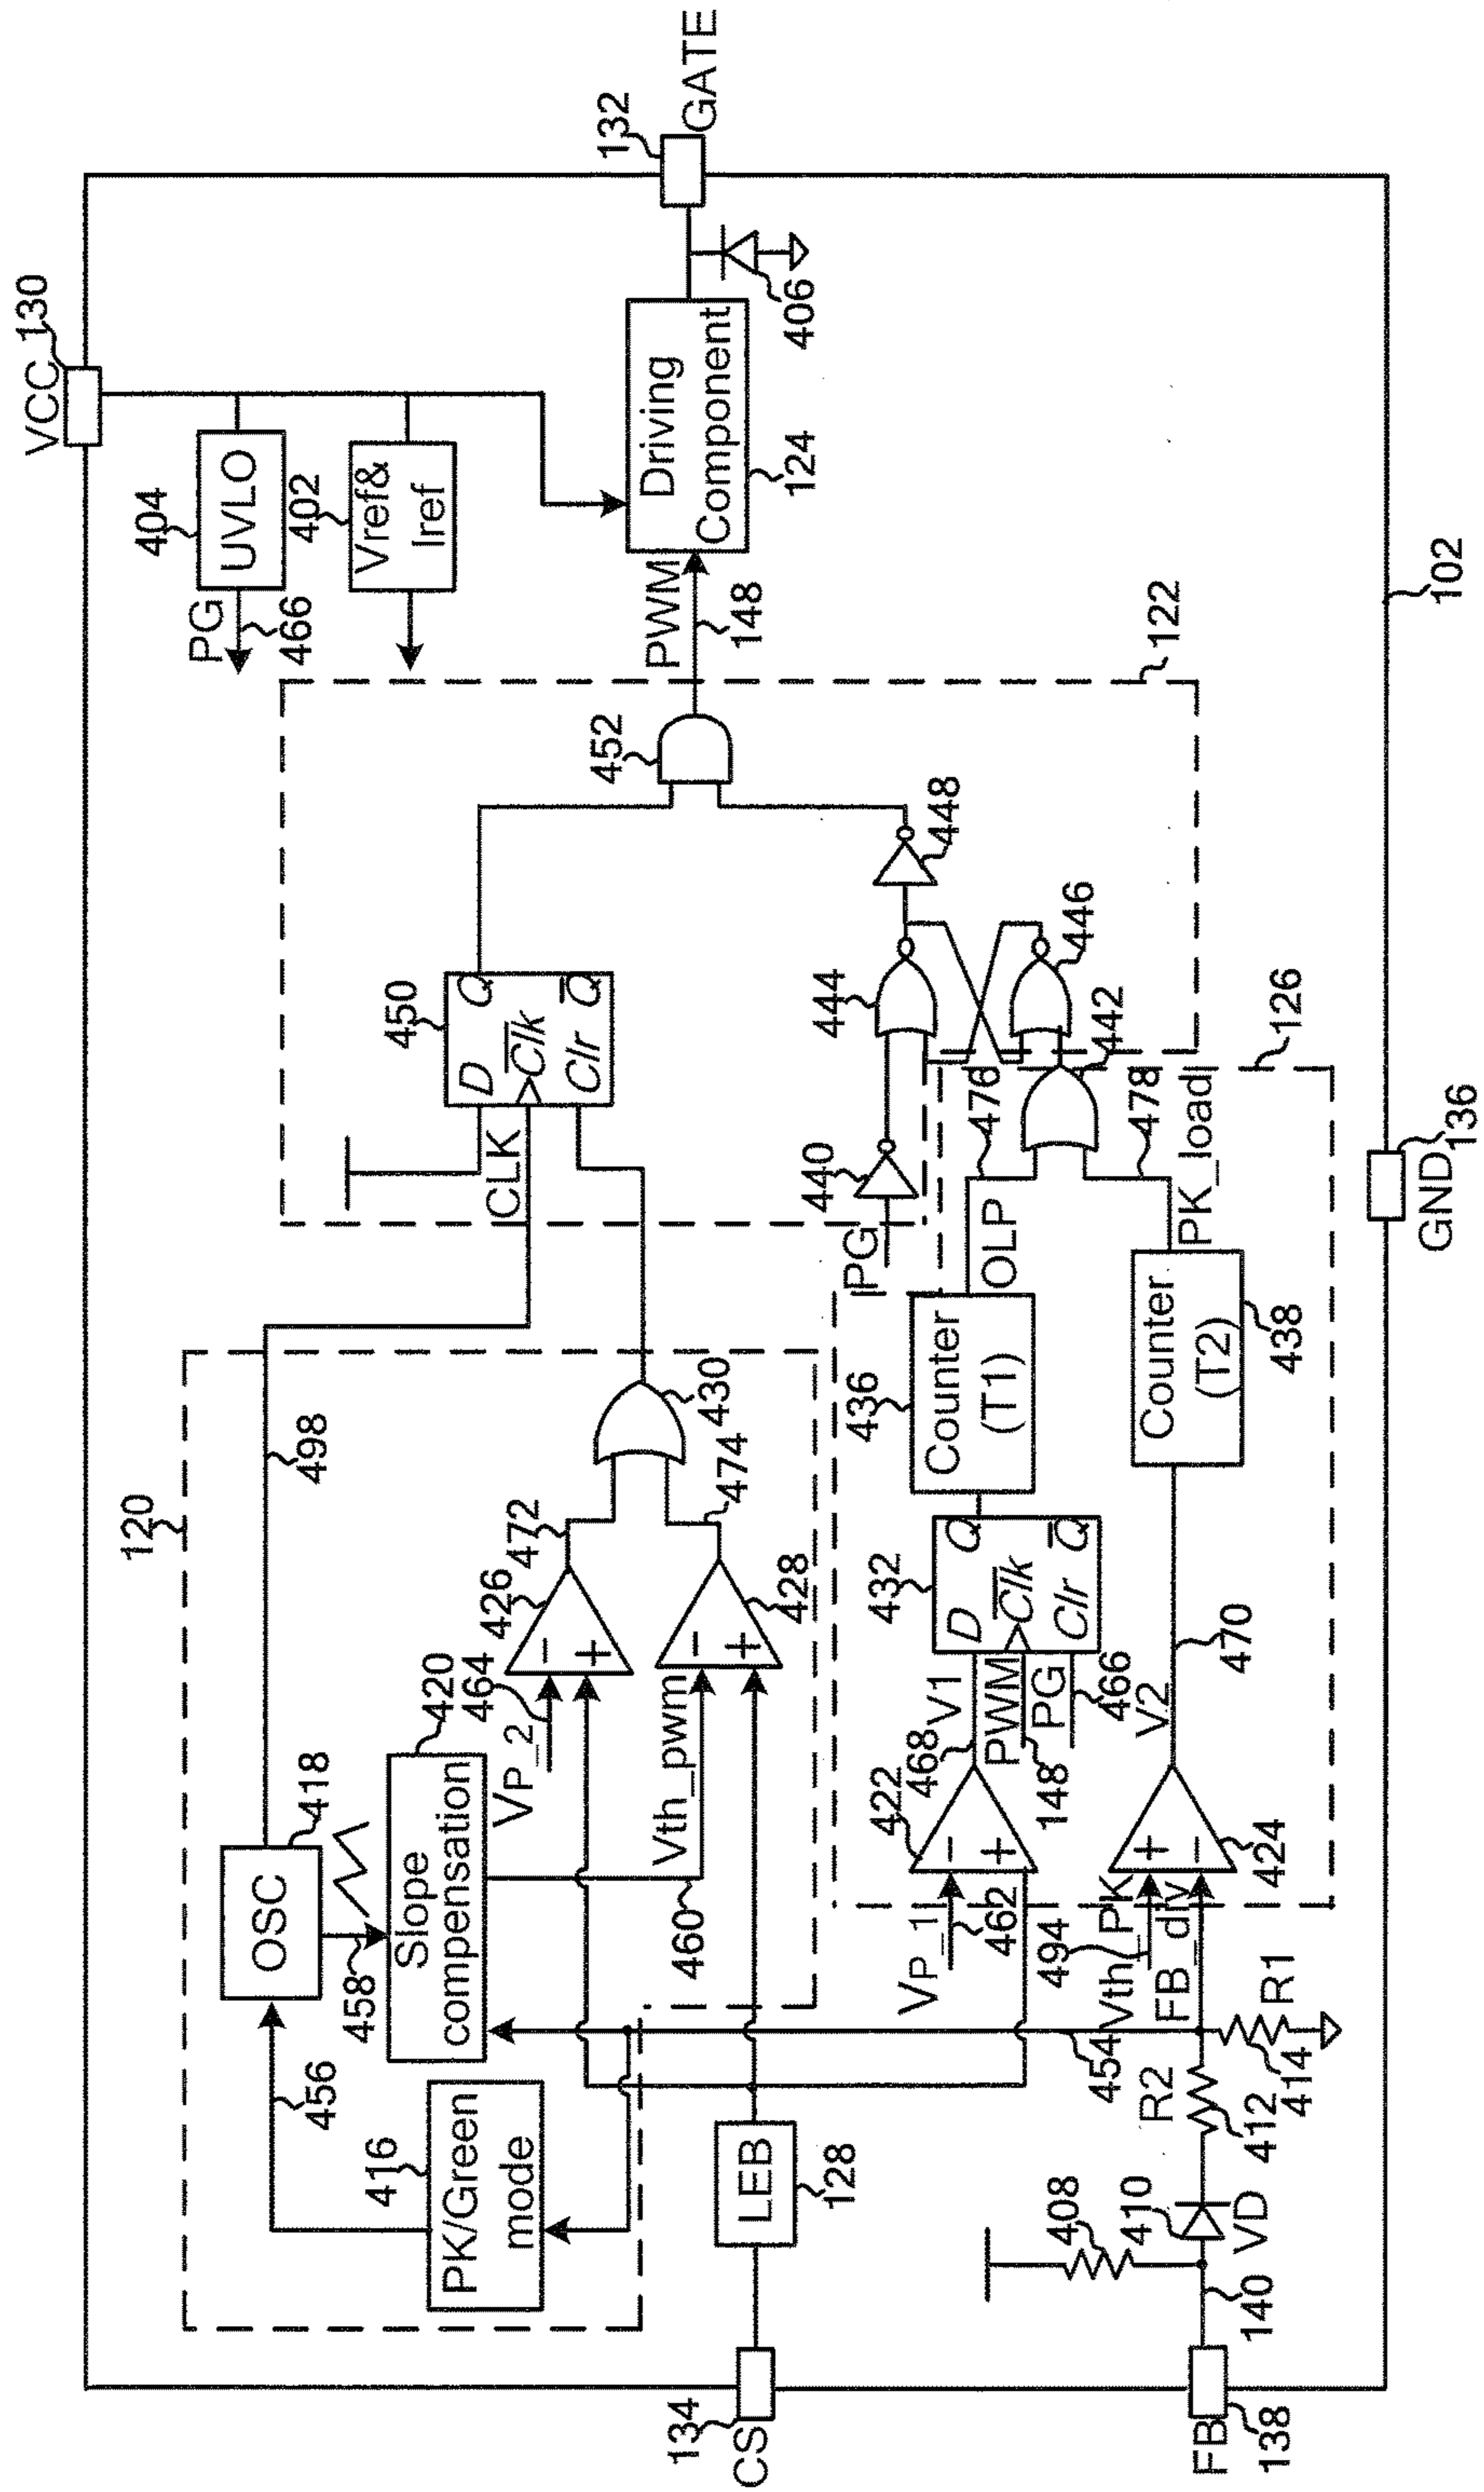 VCC
130
404
UVLO
PG
466
402
Vref&
Iref
132
GATE
406
Driving
Component
124
PWM
148
102
122
452
448
450
D
Q
Clk
Clr
Q
CLK
444
446
442
440
PG
126
476
478
OLP
PK_load
GND
136
120
498
430
472
474
426
428
-
+
-
+
VP_2
464
Vth_pwm
460
OSC
418
458
Slope
compensation
420
456
PK/Green
mode
416
436
Counter
(T1)
Counter
(T2)
438
432
D
Q
Clk
Clr
Q
V1
468
PWM
148
PG
466
V2
470
422
-
+
+
-
424
VP_1
462
494
Vth_PK
FB_div
454
R1
414
R2
412
VD
410
408
140
LEB
128
134
CS
FB
138